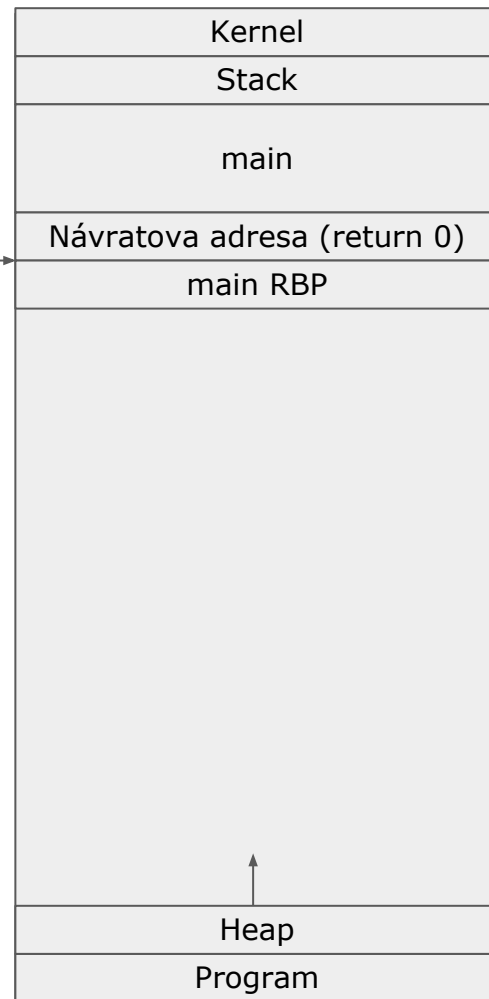 Kernel
Stack
main
Návratova adresa (return 0)
main RBP
Heap
Program